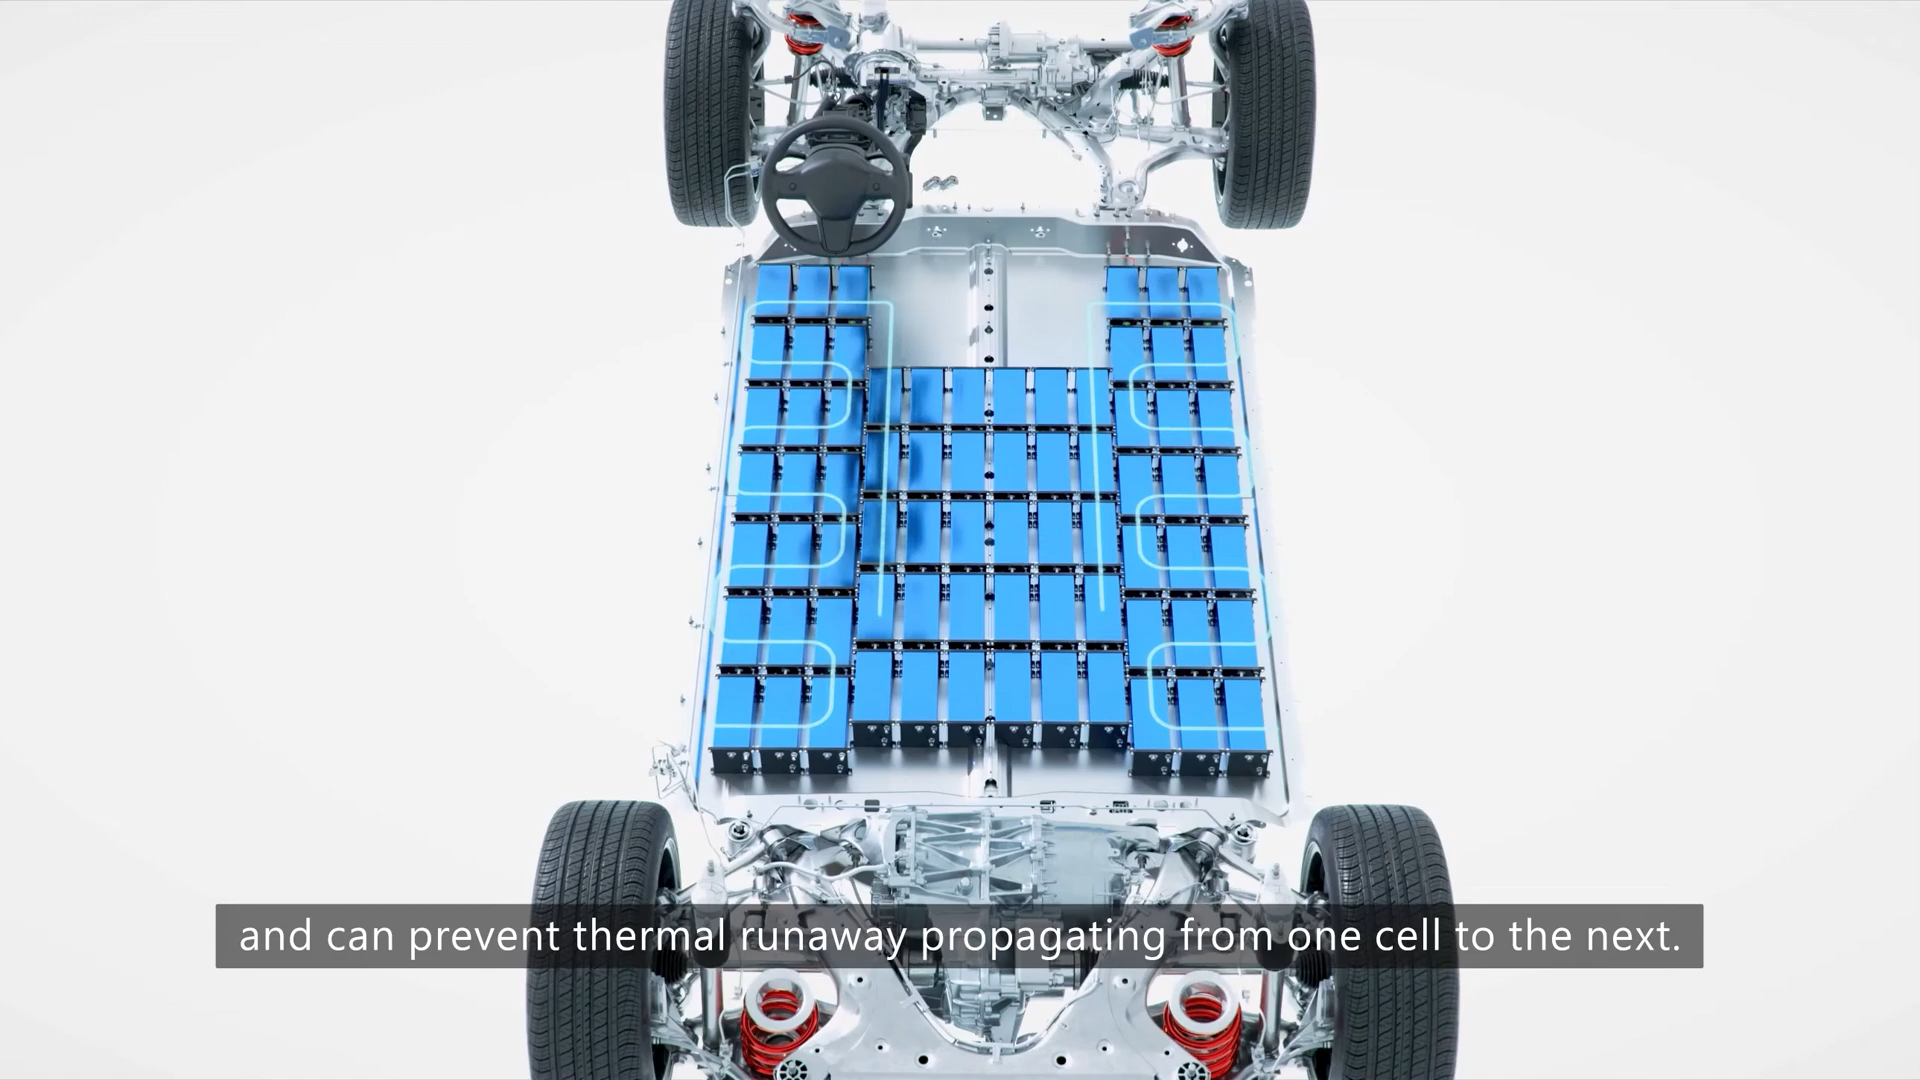 and can prevent thermal runaway propagating from one cell to the next.